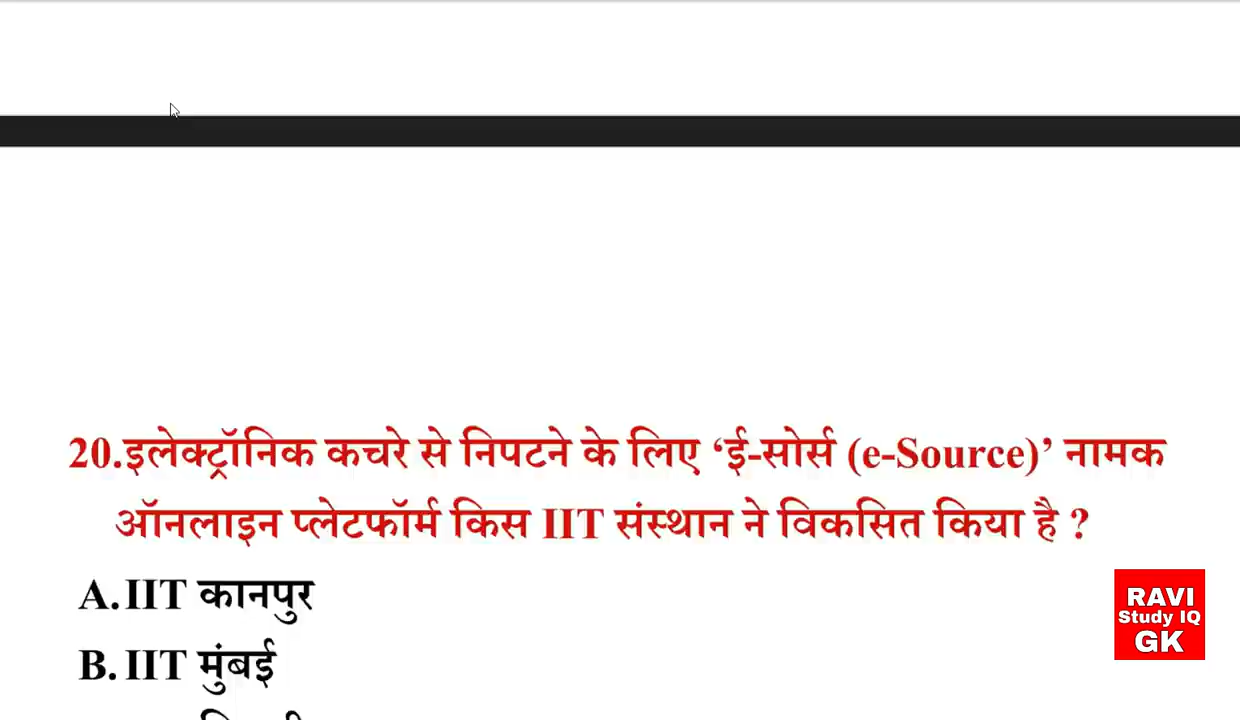 20.इलेक्ट्रॉनिक कचरे से निपटने के लिए ‘ई-सोर्स (e-Source)’ नामक
ऑनलाइन प्लेटफॉर्म किस IIT संस्थान ने विकसित किया है ?
A.IIT कानपुर
B.IIT मुंबई
RAVI
Study IQ
GK